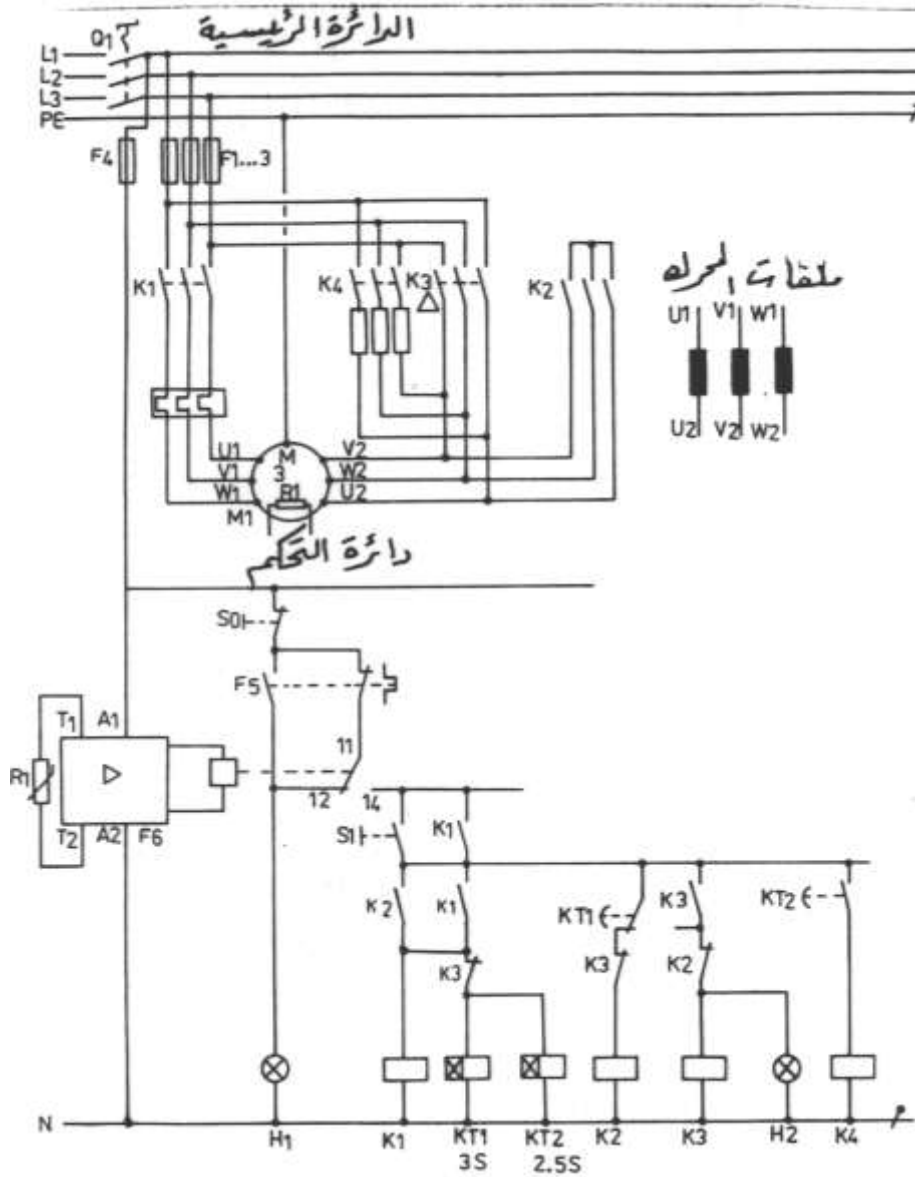 الدائرة الرئيسية
Q1
L1
L2
L3
PE
F4
F1...3
K1
K4
K3
K2
ملفات المحرك
U1 V1 W1
U2 V2 W2
U1
V1
W1
M
3
R1
M1
V2
W2
U2
دائرة التحكم
S0
F5
T1 A1
R1
T2 A2 F6
11
12 14
S1 K1
K2 K1
K3
KT1
K3
K3
K2
KT2
N
H1 K1 KT1 KT2 K2 K3 H2 K4
3S 2.5S